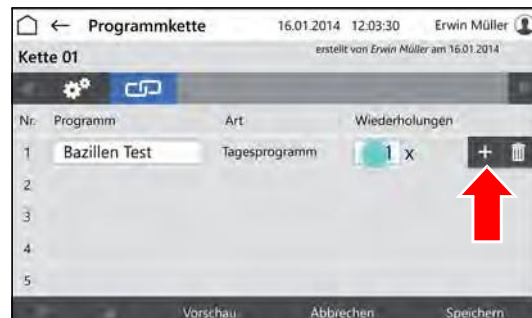 Programmkette 16.01.2014 12:03:30 Erwin Müller
Kette 01 erstellt von Erwin Müller am 16.01.2014
Nr. Programm Art Wiederholungen
1 Bazillen Test Tagesprogramm 1 x
2
3
4
5
Vorschau Abbrechen Speichern